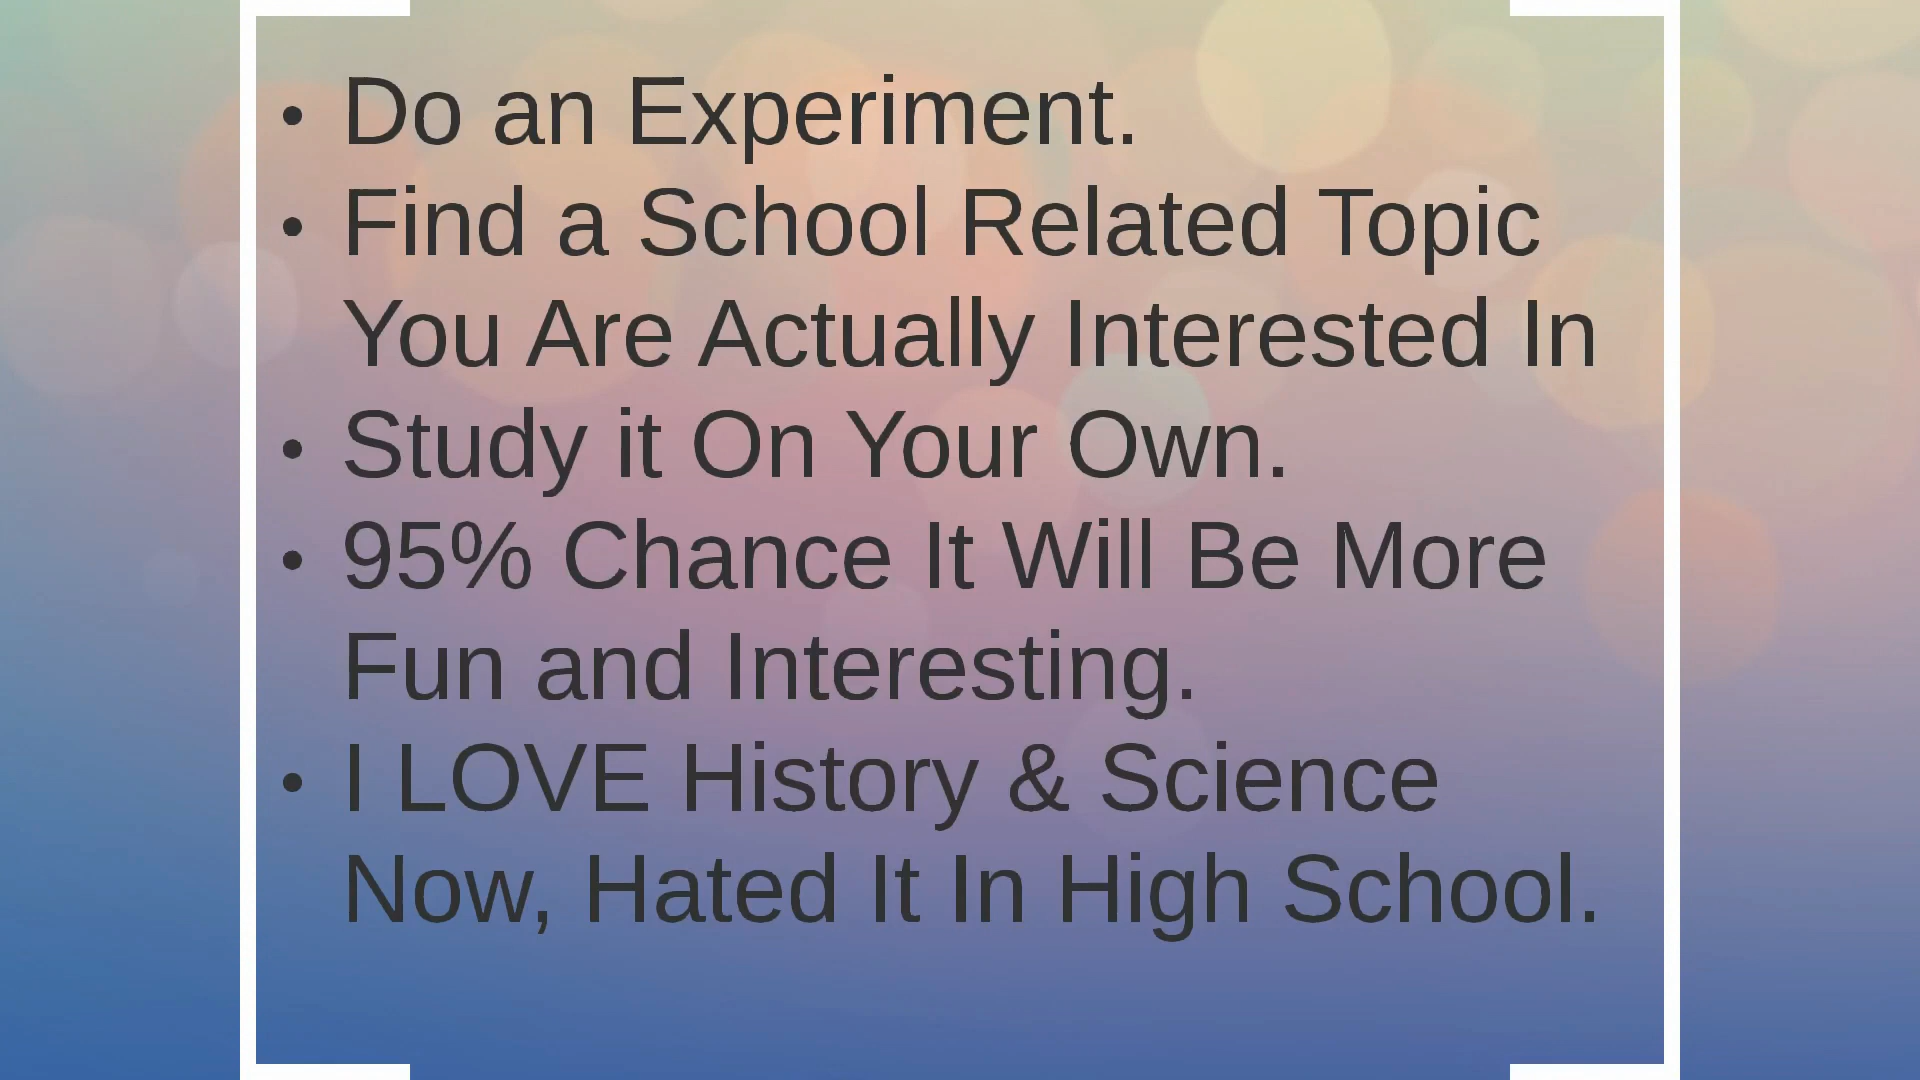 • Do an Experiment.
• Find a School Related Topic
You Are Actually Interested In
• Study it On Your Own.
• 95% Chance It Will Be More
Fun and Interesting.
• I LOVE History & Science
Now, Hated It In High School.